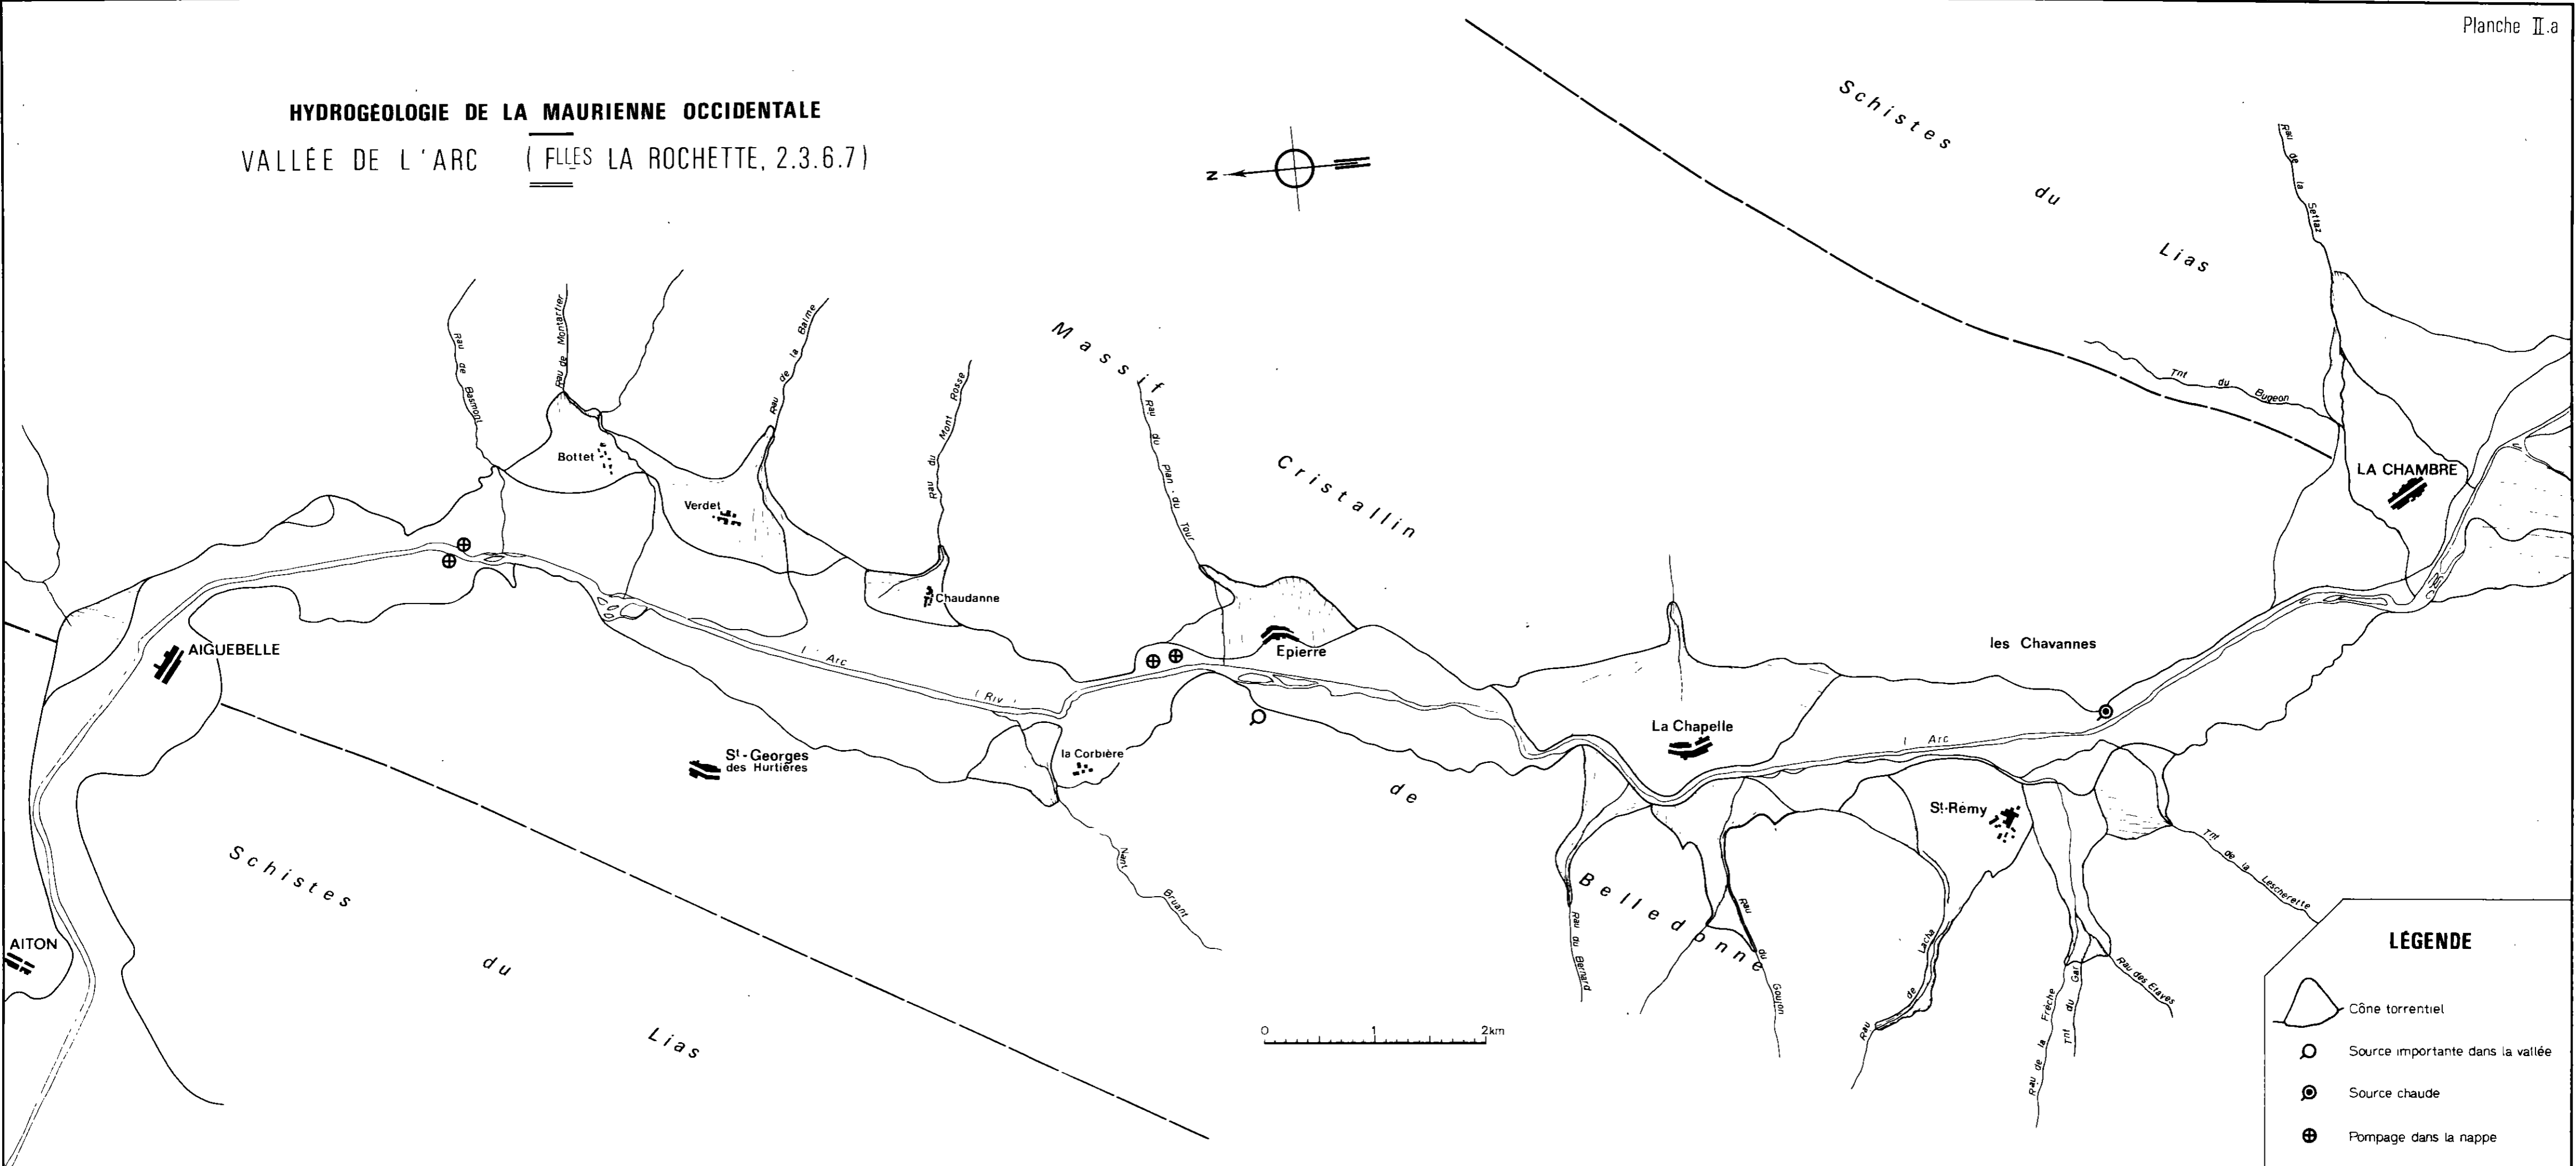 Planche II.a
HYDROGÉOLOGIE DE LA MAURIENNE OCCIDENTALE
VALLÉE DE L'ARC ( FLLES LA ROCHETTE, 2.3.6.7)
N
Schistes
du
Lias
Rau de la Settaz
Tnt du Bugeon
LA CHAMBRE
Rau de Basmont
Rau de Montartier
Rau de la Balme
Rau du Mont Rosse
Massif
Rau du Plan du Tour
Cristallin
Bottet
Verdet
Chaudanne
Epierre
AIGUEBELLE
l' Arc
( Riv )
les Chavannes
La Chapelle
l' Arc
St-Georges
des Hurtières
la Corbière
de
St-Rémy
Belledonne
Nant Bruant
Rau du Bernard
Rau du Goujon
Rau de Lacha
Rau de la Frèche
Tnt du Gar
Rau des Etaves
Tnt de la Lescherette
Schistes
du
Lias
AITON
0 1 2km
LÉGENDE
Cône torrentiel
Source importante dans la vallée
Source chaude
Pompage dans la nappe